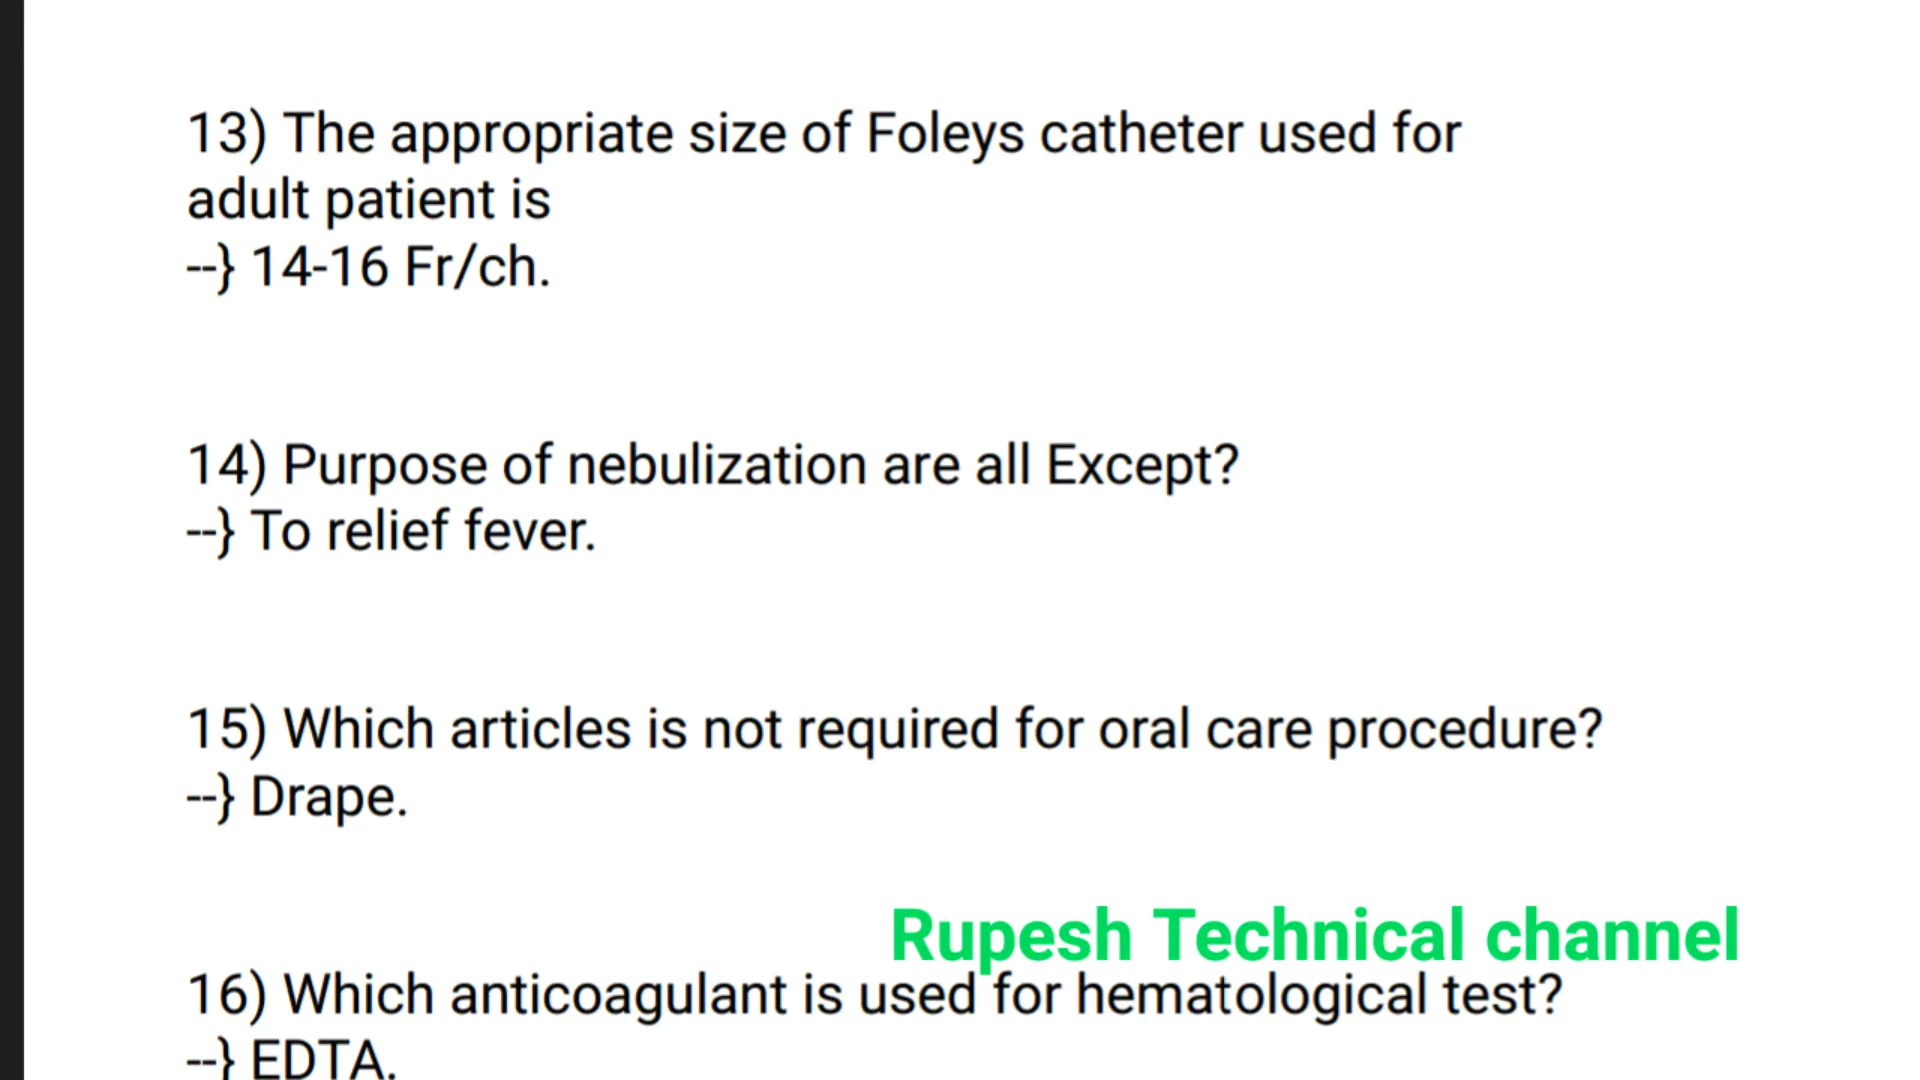 13) The appropriate size of Foleys catheter used for
adult patient is
--} 14-16 Fr/ch.
14) Purpose of nebulization are all Except?
--} To relief fever.
15) Which articles is not required for oral care procedure?
--} Drape.
Rupesh Technical channel
16) Which anticoagulant is used for hematological test?
--} EDTA.